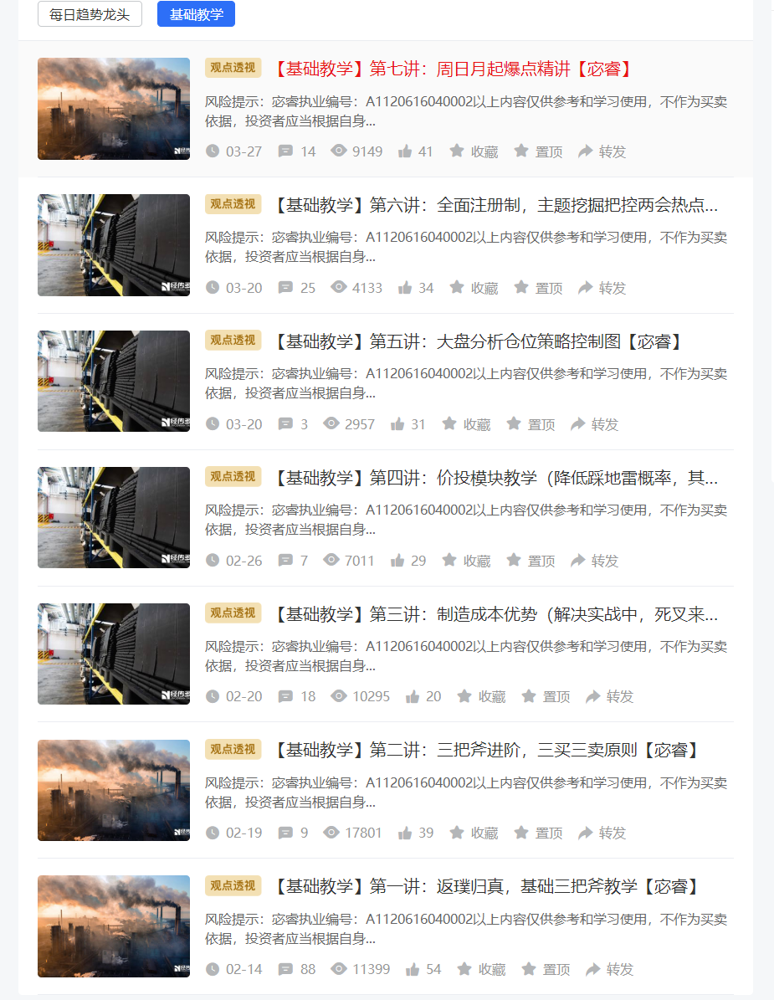 每日趋势龙头
基础教学
观点透视 【基础教学】第七讲：周日月起爆点精讲【宓睿】
风险提示：宓睿执业编号：A1120616040002以上内容仅供参考和学习使用，不作为买卖
依据，投资者应当根据自身...
03-27 14 9149 41 收藏 置顶 转发
观点透视 【基础教学】第六讲：全面注册制，主题挖掘把控两会热点...
风险提示：宓睿执业编号：A1120616040002以上内容仅供参考和学习使用，不作为买卖
依据，投资者应当根据自身...
03-20 25 4133 34 收藏 置顶 转发
观点透视 【基础教学】第五讲：大盘分析仓位策略控制图【宓睿】
风险提示：宓睿执业编号：A1120616040002以上内容仅供参考和学习使用，不作为买卖
依据，投资者应当根据自身...
03-20 3 2957 31 收藏 置顶 转发
观点透视 【基础教学】第四讲：价投模块教学（降低踩地雷概率，其...
风险提示：宓睿执业编号：A1120616040002以上内容仅供参考和学习使用，不作为买卖
依据，投资者应当根据自身...
02-26 7 7011 29 收藏 置顶 转发
观点透视 【基础教学】第三讲：制造成本优势（解决实战中，死叉来...
风险提示：宓睿执业编号：A1120616040002以上内容仅供参考和学习使用，不作为买卖
依据，投资者应当根据自身...
02-20 18 10295 20 收藏 置顶 转发
观点透视 【基础教学】第二讲：三把斧进阶，三买三卖原则【宓睿】
风险提示：宓睿执业编号：A1120616040002以上内容仅供参考和学习使用，不作为买卖
依据，投资者应当根据自身...
02-19 9 17801 39 收藏 置顶 转发
观点透视 【基础教学】第一讲：返璞归真，基础三把斧教学【宓睿】
风险提示：宓睿执业编号：A1120616040002以上内容仅供参考和学习使用，不作为买卖
依据，投资者应当根据自身...
02-14 88 11399 54 收藏 置顶 转发